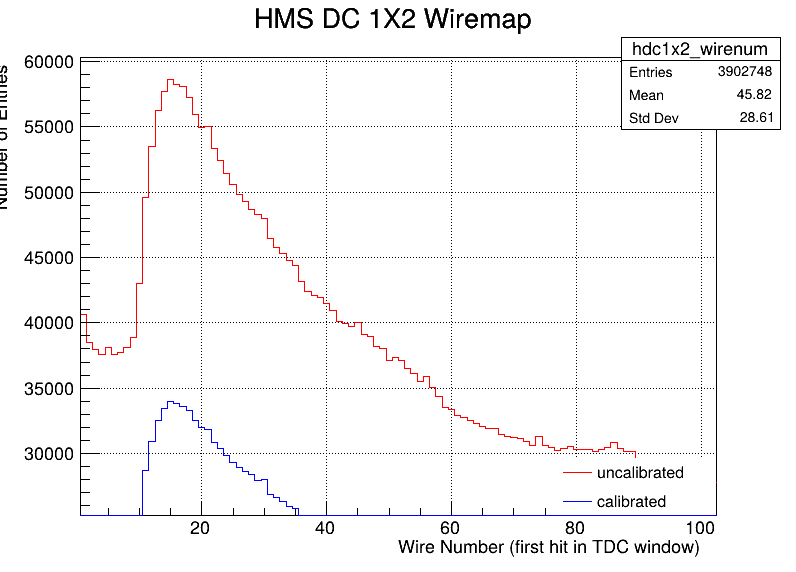 HMS DC 1X2 Wiremap
hdc1x2_wirenum
Entries 3902748
Mean 45.82
Std Dev 28.61
Number of Entries
60000
55000
50000
45000
40000
35000
30000
uncalibrated
calibrated
20 40 60 80 100
Wire Number (first hit in TDC window)